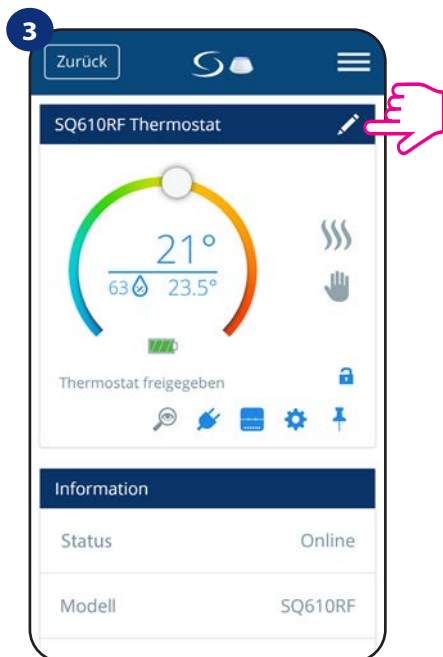 3
Zurück
SQ610RF Thermostat
21°
63 23.5°
Thermostat freigegeben
Information
Status Online
Modell SQ610RF